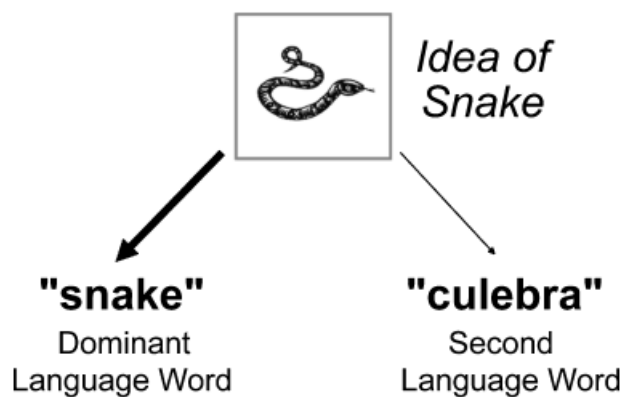 Idea of
Snake
"snake"
Dominant
Language Word
"culebra"
Second
Language Word